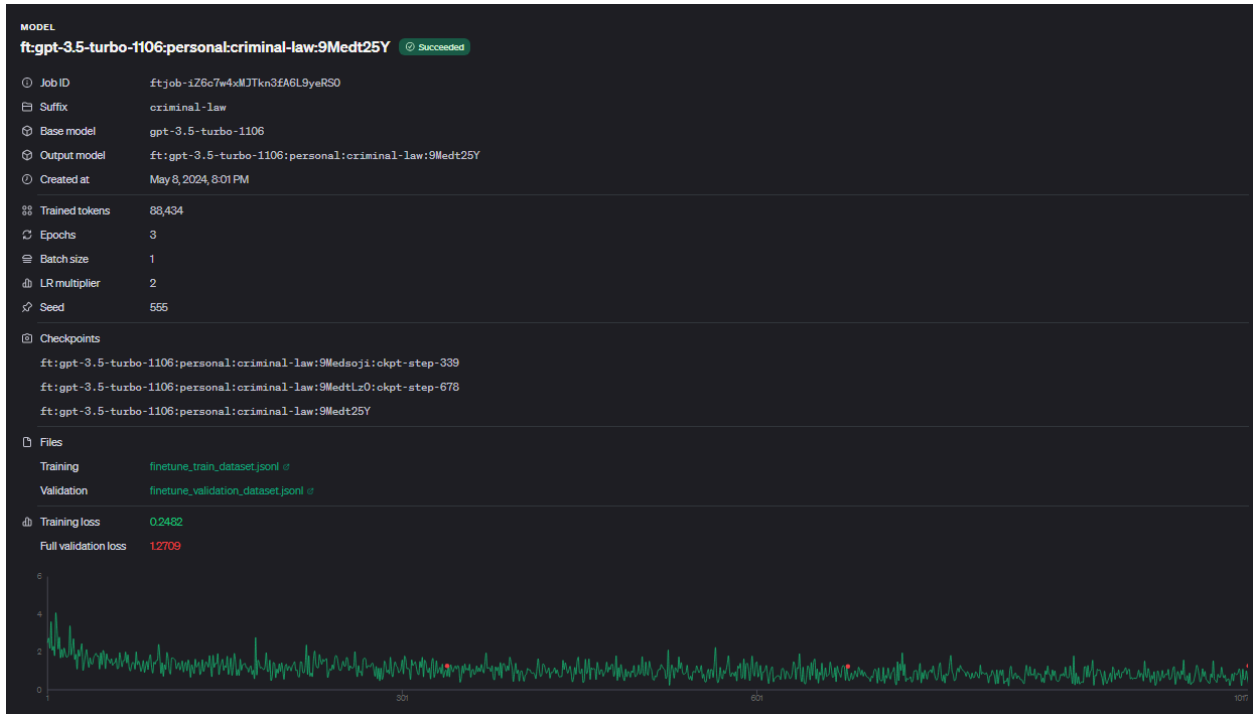 MODEL
ft:gpt-3.5-turbo-1106:personal:criminal-law:9Medt25Y Succeeded
Job ID ftjob-iZ6c7w4xMJTkn3fA6L9yeRS0
Suffix criminal-law
Base model gpt-3.5-turbo-1106
Output model ft:gpt-3.5-turbo-1106:personal:criminal-law:9Medt25Y
Created at May 8, 2024, 8:01 PM
Trained tokens 88,434
Epochs 3
Batch size 1
LR multiplier 2
Seed 555
Checkpoints
ft:gpt-3.5-turbo-1106:personal:criminal-law:9Medsoji:ckpt-step-339
ft:gpt-3.5-turbo-1106:personal:criminal-law:9MedtLz0:ckpt-step-678
ft:gpt-3.5-turbo-1106:personal:criminal-law:9Medt25Y
Files
Training finetune_train_dataset.jsonl
Validation finetune_validation_dataset.jsonl
Training loss 0.2482
Full validation loss 1.2709
6
4
2
0
1 301 601 1017